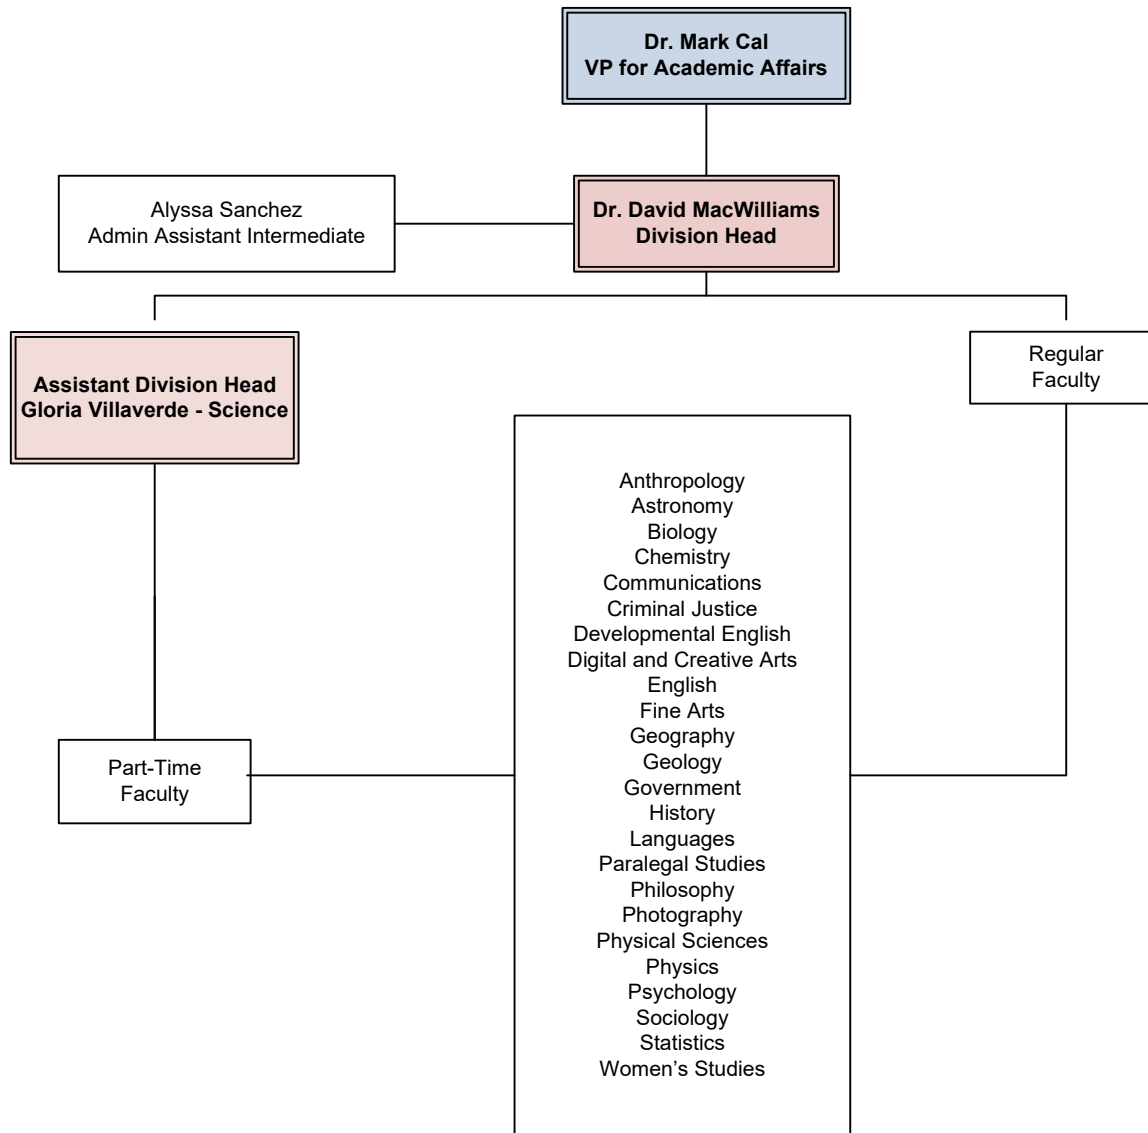 Dr. Mark Cal
VP for Academic Affairs
Alyssa Sanchez
Admin Assistant Intermediate
Dr. David MacWilliams
Division Head
Assistant Division Head
Gloria Villaverde - Science
Regular
Faculty
Anthropology
Astronomy
Biology
Chemistry
Communications
Criminal Justice
Developmental English
Digital and Creative Arts
English
Fine Arts
Geography
Geology
Government
History
Languages
Paralegal Studies
Philosophy
Photography
Physical Sciences
Physics
Psychology
Sociology
Statistics
Women’s Studies
Part-Time
Faculty